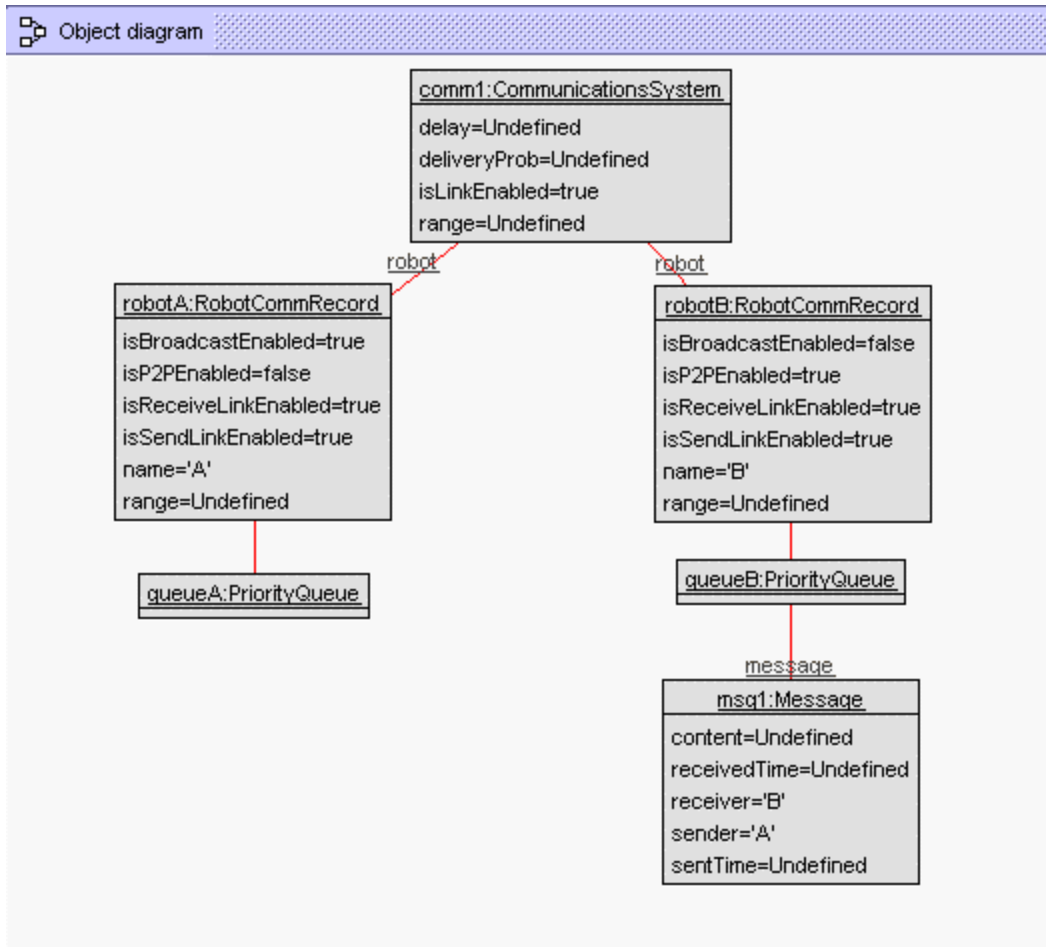 Object diagram
comm1:CommunicationsSystem
delay=Undefined
deliveryProb=Undefined
isLinkEnabled=true
range=Undefined
robot
robot
robotA:RobotCommRecord
isBroadcastEnabled=true
isP2PEnabled=false
isReceiveLinkEnabled=true
isSendLinkEnabled=true
name='A'
range=Undefined
robotB:RobotCommRecord
isBroadcastEnabled=false
isP2PEnabled=true
isReceiveLinkEnabled=true
isSendLinkEnabled=true
name='B'
range=Undefined
queueA:PriorityQueue
queueB:PriorityQueue
message
msg1:Message
content=Undefined
receivedTime=Undefined
receiver='B'
sender='A'
sentTime=Undefined